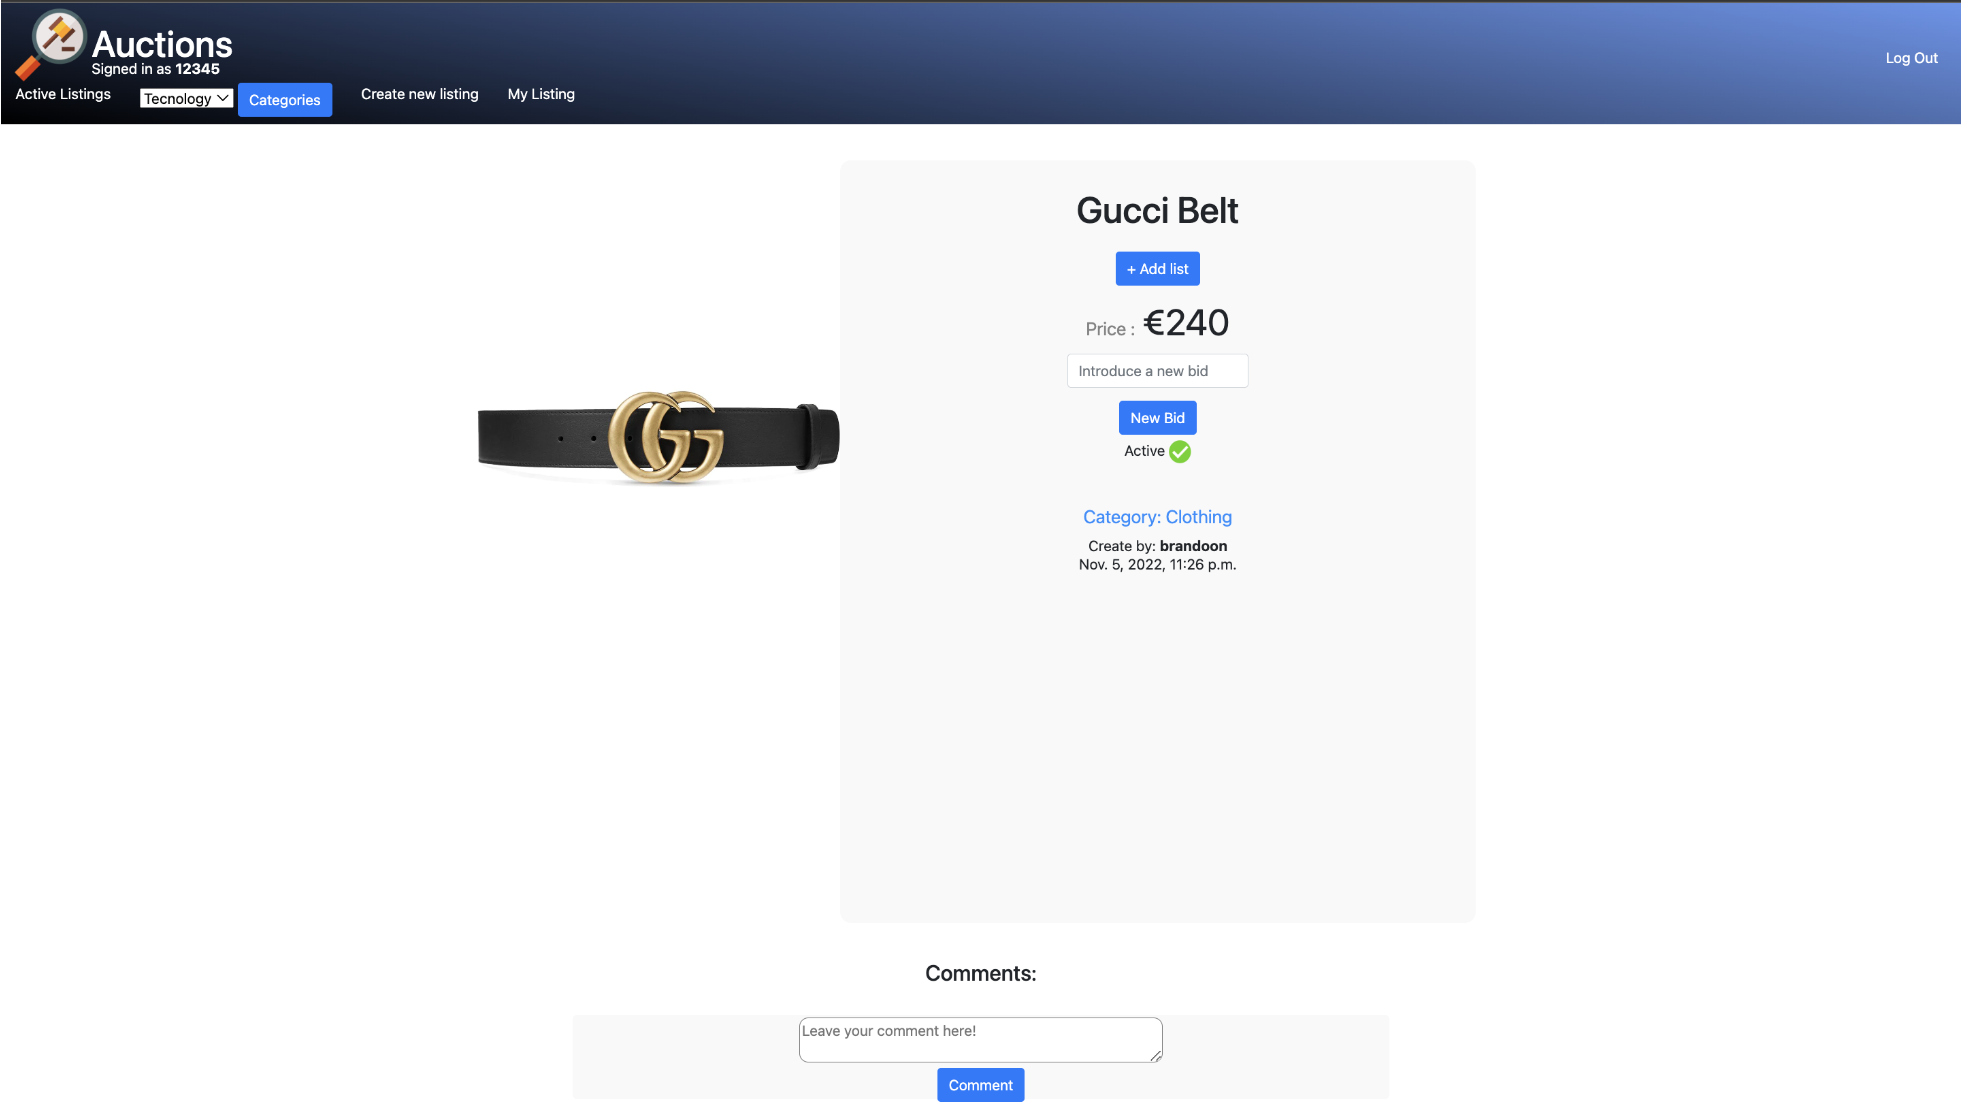 Auctions
Signed in as 12345
Log Out
Active Listings
Tecnology
Categories
Create new listing
My Listing
Gucci Belt
+ Add list
Price : €240
Introduce a new bid
New Bid
Active
Category: Clothing
Create by: brandoon
Nov. 5, 2022, 11:26 p.m.
Comments:
Leave your comment here!
Comment